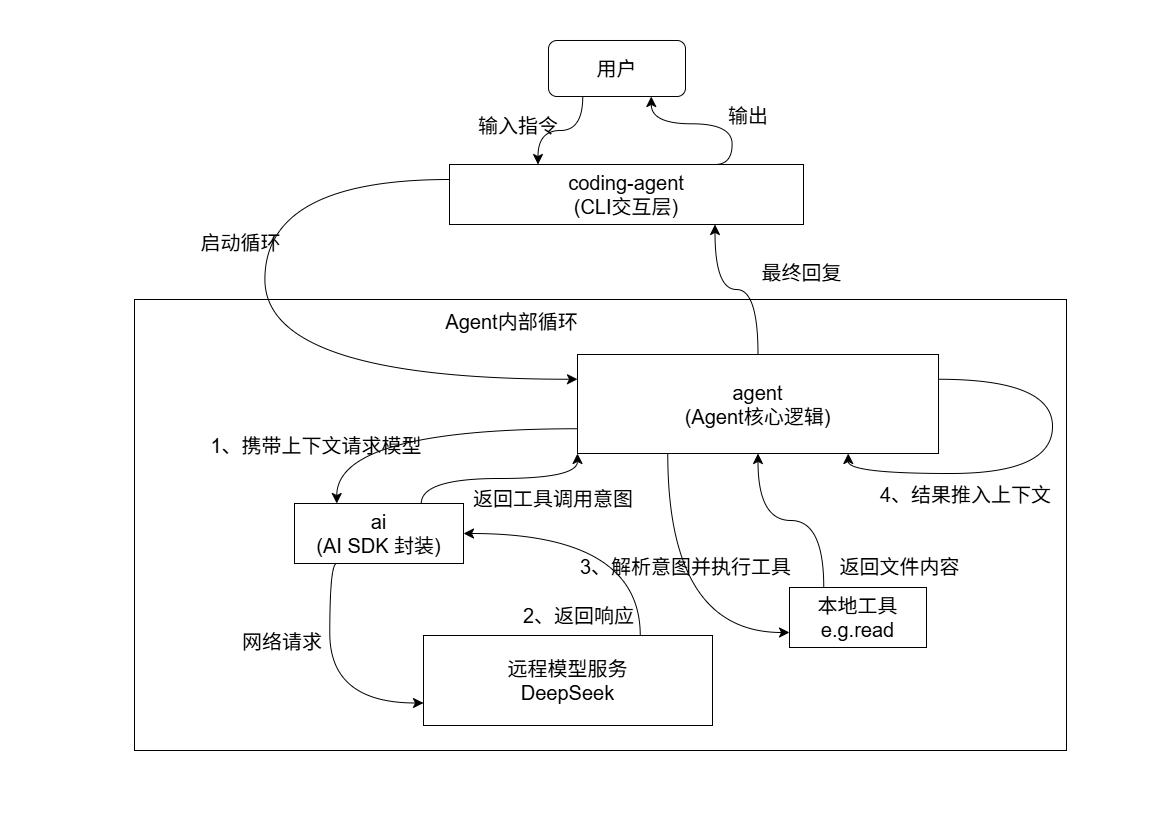 用户
输入指令
输出
coding-agent
(CLI交互层)
启动循环
最终回复
Agent内部循环
agent
(Agent核心逻辑)
1、携带上下文请求模型
返回工具调用意图
4、结果推入上下文
ai
(AI SDK 封装)
3、解析意图并执行工具
返回文件内容
本地工具
e.g.read
2、返回响应
网络请求
远程模型服务
DeepSeek